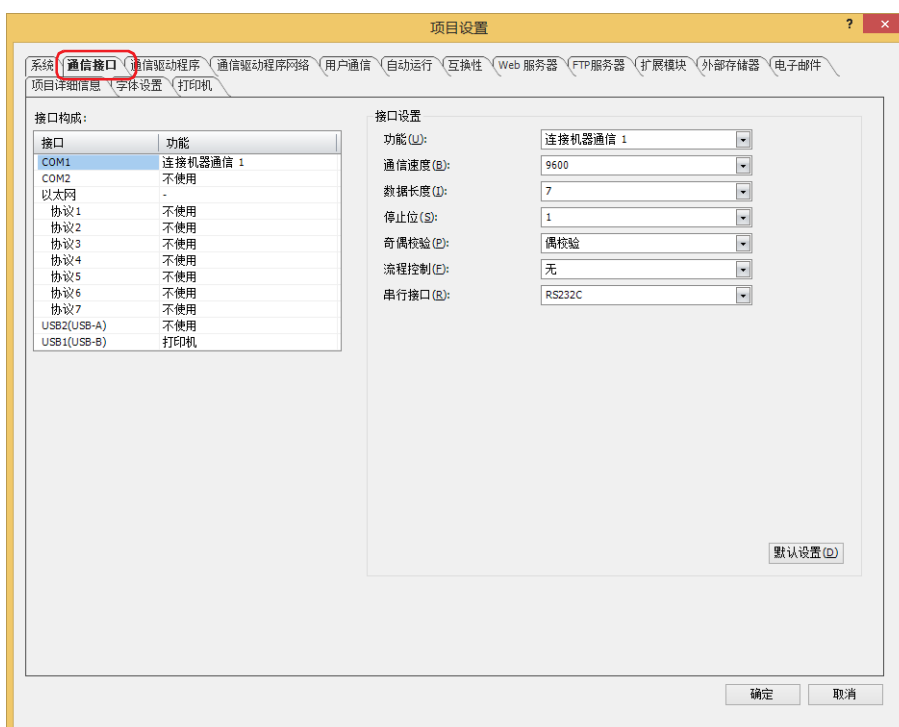 项目设置
? ×
系统 通信接口 通信驱动程序 通信驱动程序网络 用户通信 自动运行 互换性 Web 服务器 FTP服务器 扩展模块 外部存储器 电子邮件
项目详细信息 字体设置 打印机
接口构成:
接口 功能
COM1 连接机器通信 1
COM2 不使用
以太网 -
协议1 不使用
协议2 不使用
协议3 不使用
协议4 不使用
协议5 不使用
协议6 不使用
协议7 不使用
USB2(USB-A) 不使用
USB1(USB-B) 打印机
接口设置
功能(U): 连接机器通信 1
通信速度(B): 9600
数据长度(I): 7
停止位(S): 1
奇偶校验(P): 偶校验
流程控制(F): 无
串行接口(R): RS232C
默认设置(D)
确定 取消